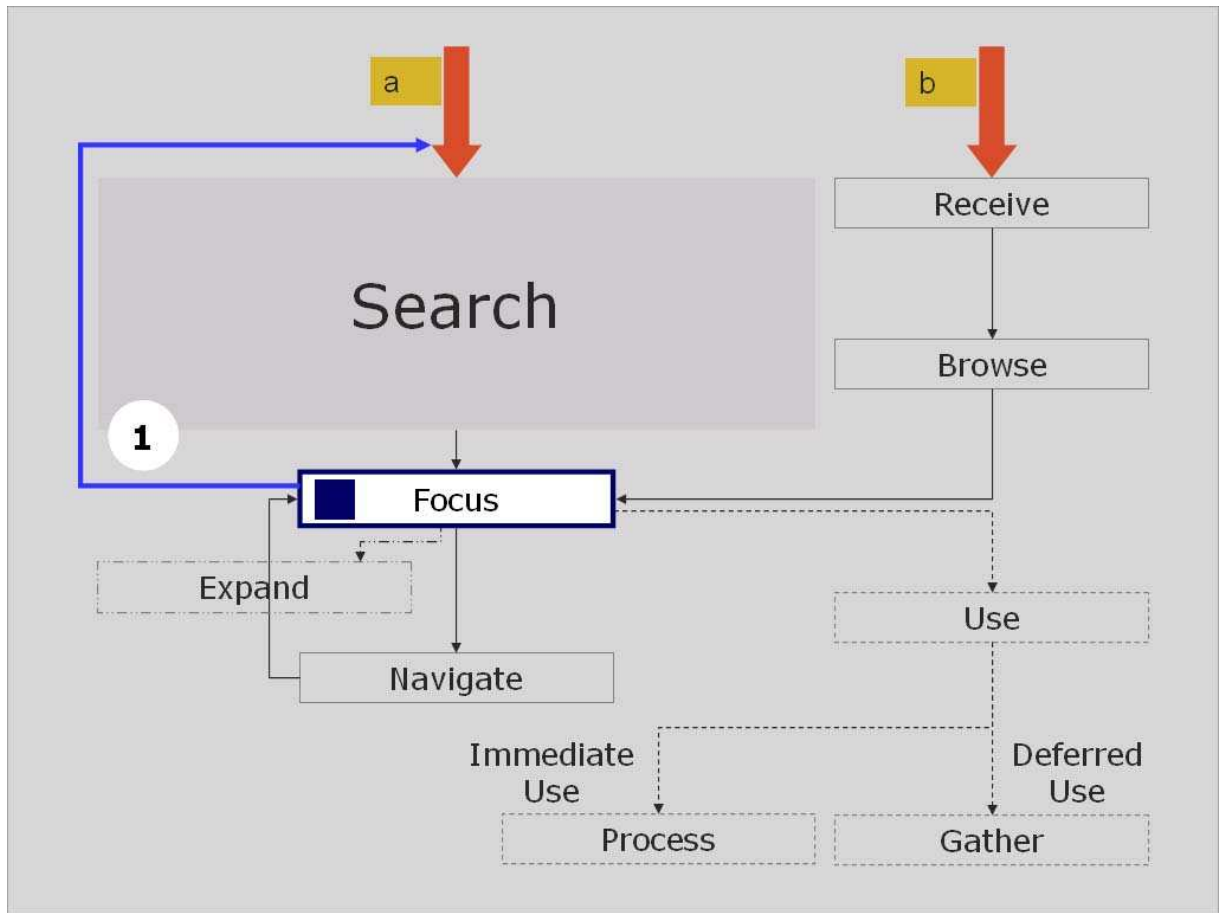 a
b
Receive
Search
Browse
1
Focus
Expand
Use
Navigate
Immediate
Use
Deferred
Use
Process
Gather